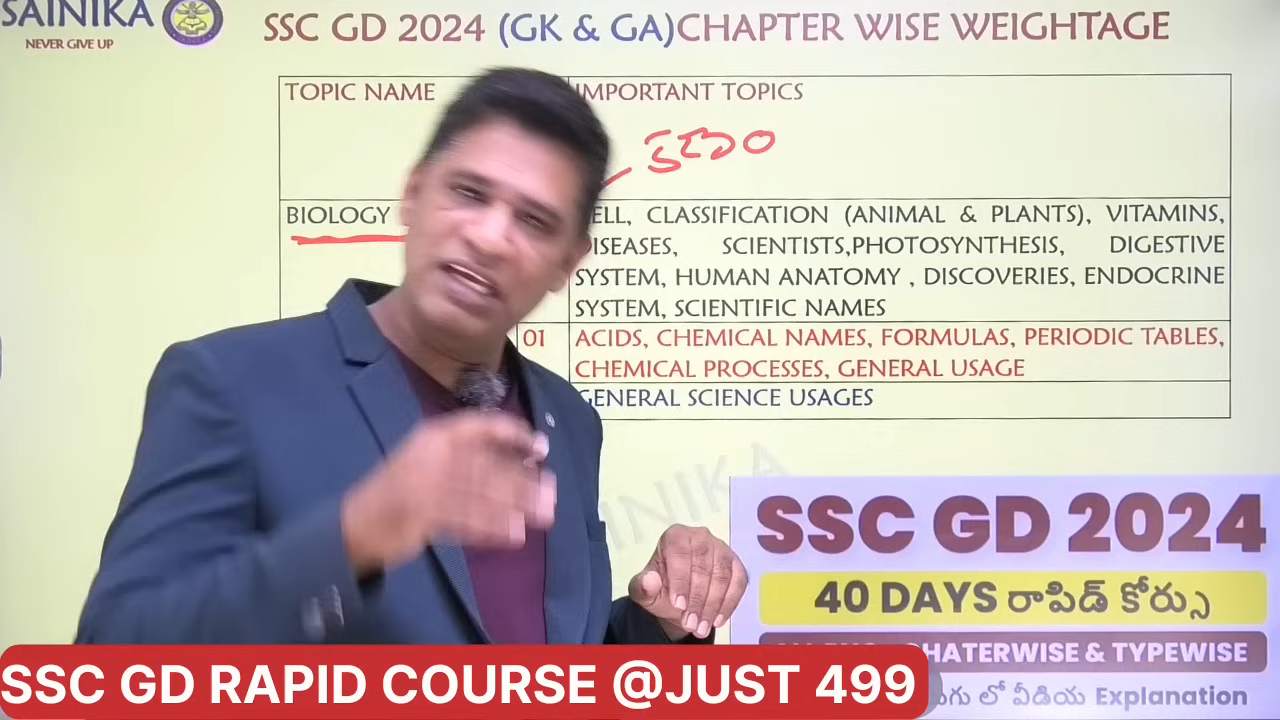 SAINIKA
NEVER GIVE UP
SSC GD 2024 (GK & GA)CHAPTER WISE WEIGHTAGE
TOPIC NAME
IMPORTANT TOPICS
BIOLOGY
ELL, CLASSIFICATION (ANIMAL & PLANTS), VITAMINS,
DISEASES, SCIENTISTS,PHOTOSYNTHESIS, DIGESTIVE
SYSTEM, HUMAN ANATOMY , DISCOVERIES, ENDOCRINE
SYSTEM, SCIENTIFIC NAMES
01
ACIDS, CHEMICAL NAMES, FORMULAS, PERIODIC TABLES,
CHEMICAL PROCESSES, GENERAL USAGE
GENERAL SCIENCE USAGES
SSC GD 2024
40 DAYS రాపిడ్ కోర్సు
CHATERWISE & TYPEWISE
లో వీడియ Explanation
SSC GD RAPID COURSE @JUST 499